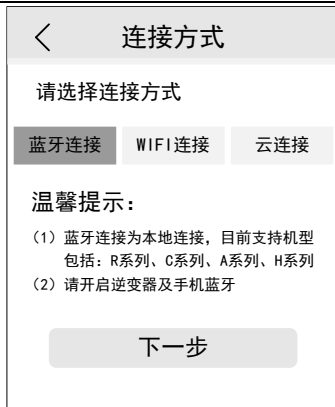 连接方式
请选择连接方式
蓝牙连接 WIFI连接 云连接
温馨提示：
（1）蓝牙连接为本地连接，目前支持机型
包括：R系列、C系列、A系列、H系列
（2）请开启逆变器及手机蓝牙
下一步